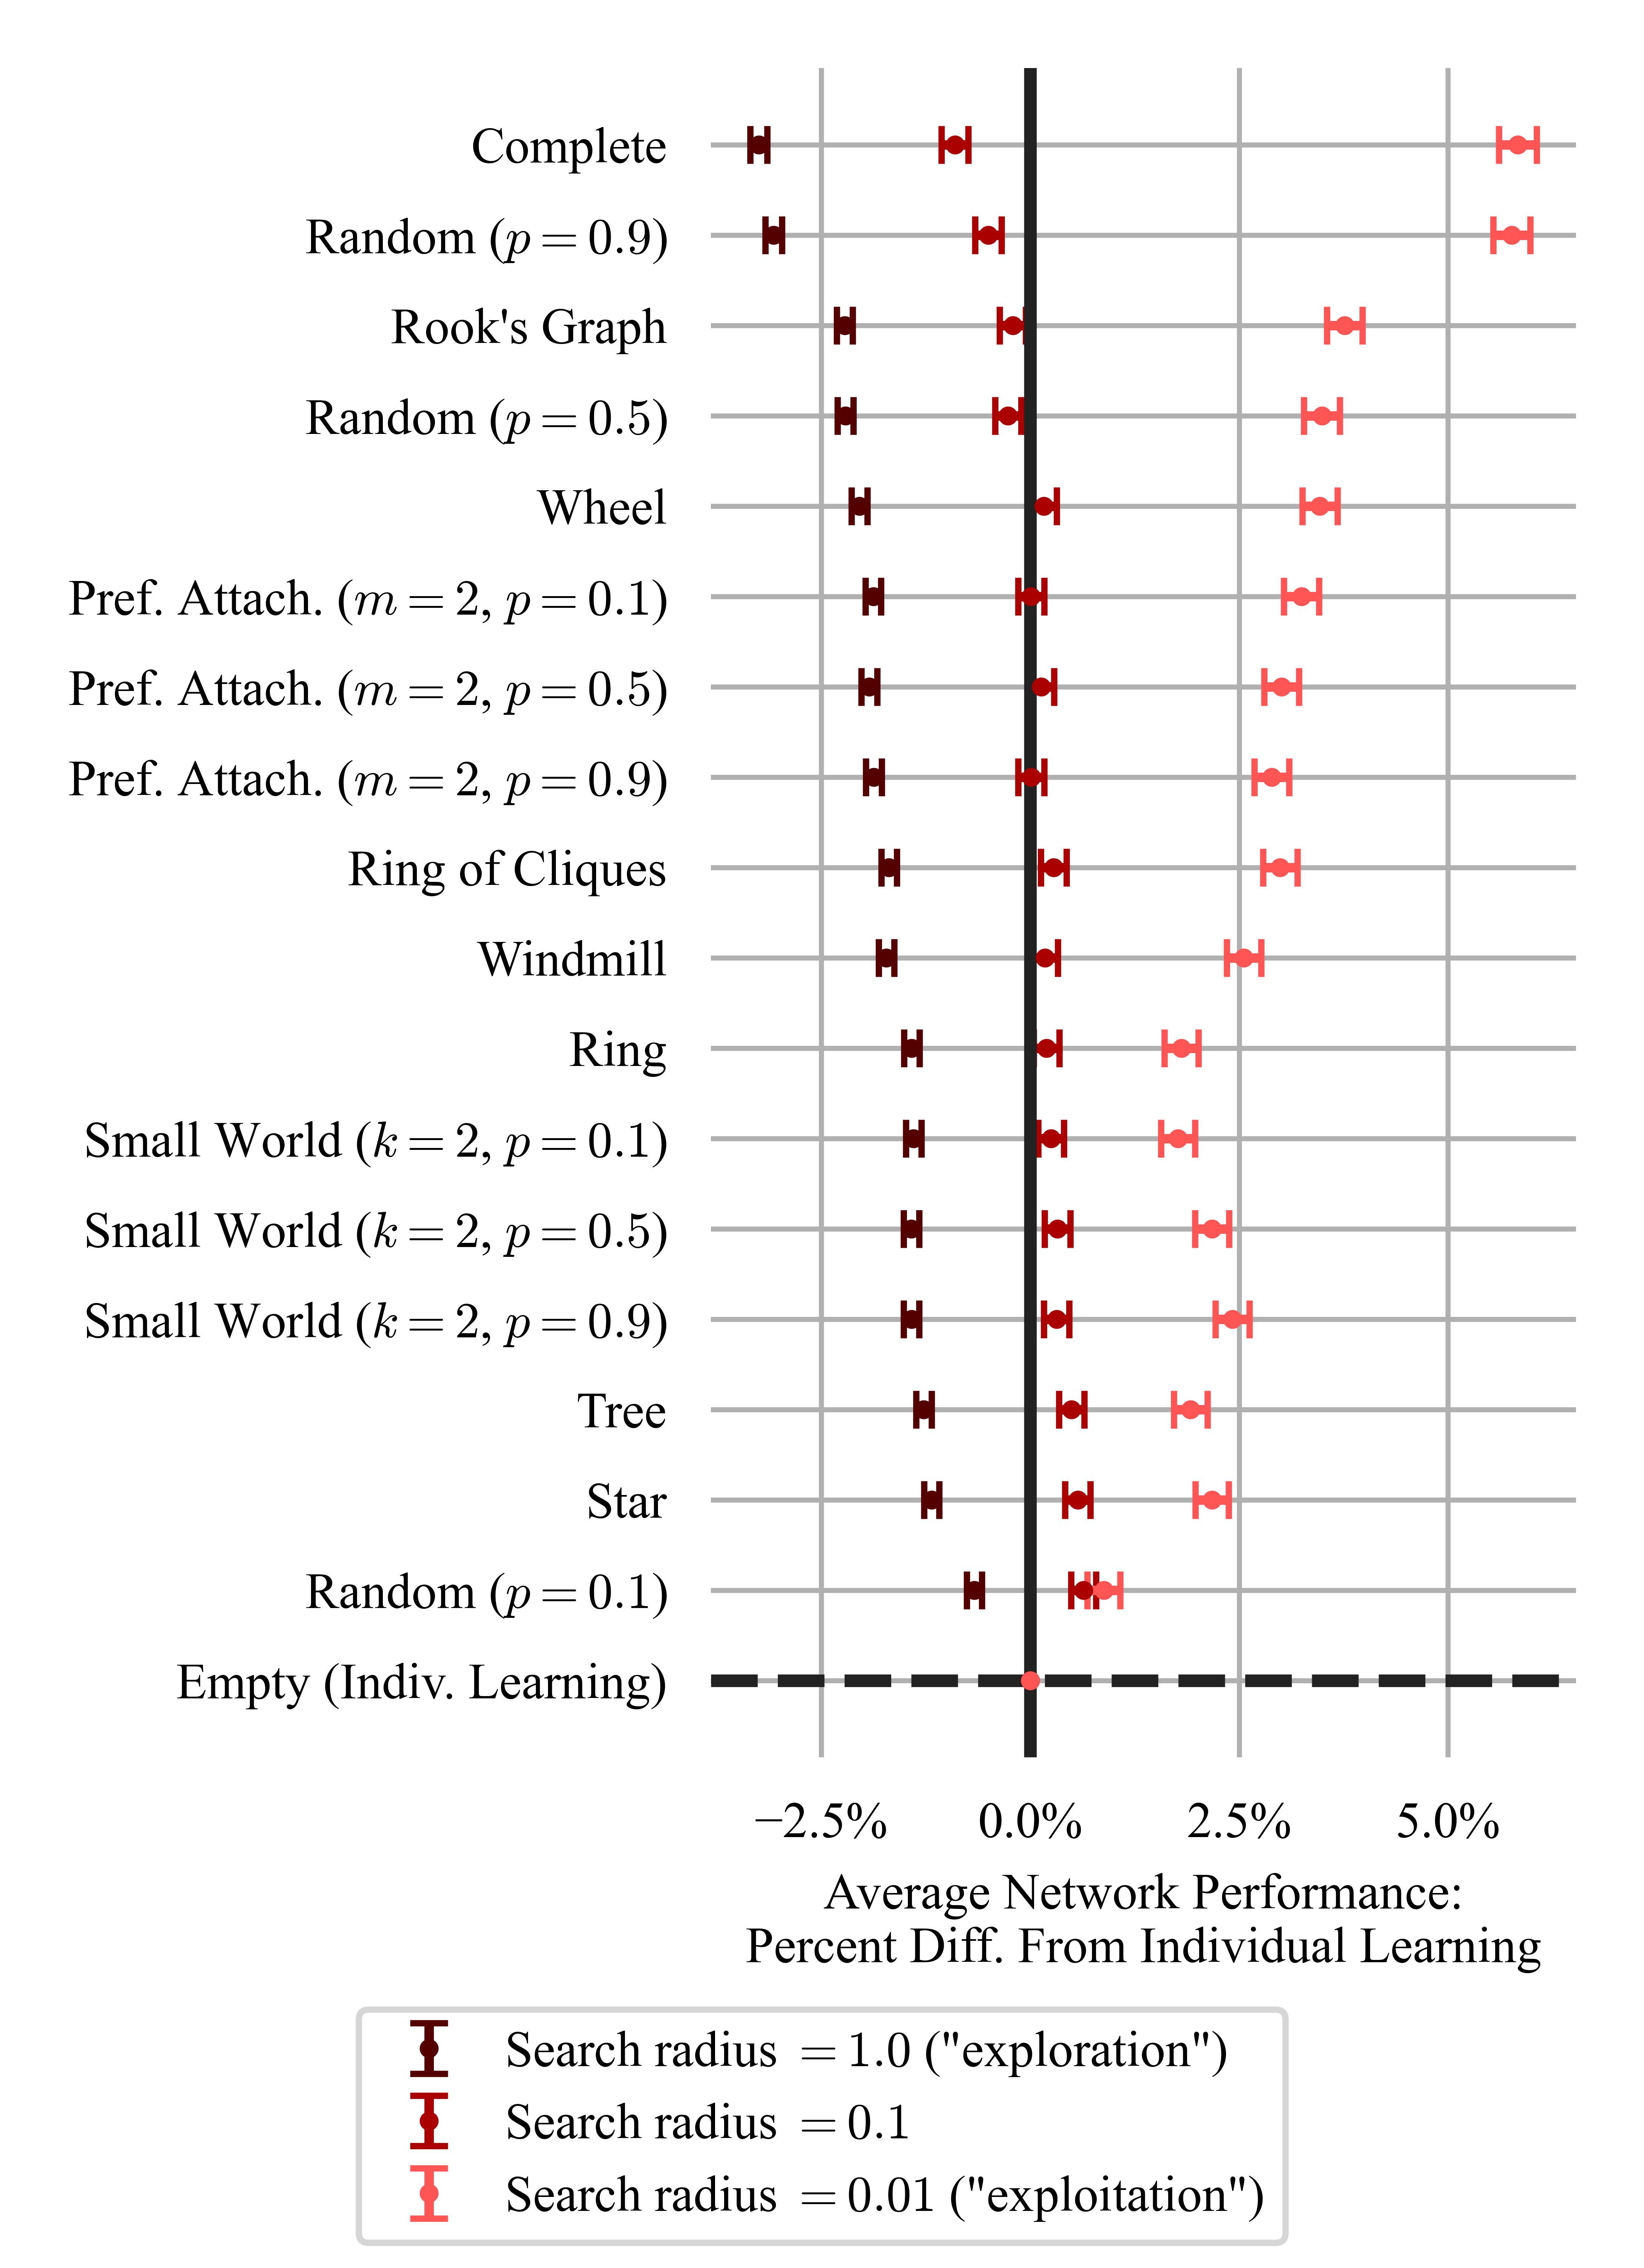 Complete
Random (p = 0.9)
Rook's Graph
Random (p = 0.5)
Wheel
Pref. Attach. (m = 2, p = 0.1)
Pref. Attach. (m = 2, p = 0.5)
Pref. Attach. (m = 2, p = 0.9)
Ring of Cliques
Windmill
Ring
Small World (k = 2, p = 0.1)
Small World (k = 2, p = 0.5)
Small World (k = 2, p = 0.9)
Tree
Star
Random (p = 0.1)
Empty (Indiv. Learning)
−2.5% 0.0% 2.5% 5.0%
Average Network Performance:
Percent Diff. From Individual Learning
Search radius = 1.0 ("exploration")
Search radius = 0.1
Search radius = 0.01 ("exploitation")